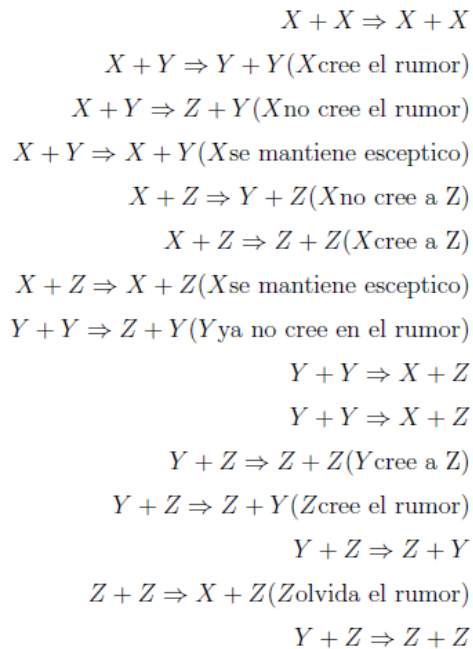 X + X ⇒ X + X
X + Y ⇒ Y + Y(Xcree el rumor)
X + Y ⇒ Z + Y(Xno cree el rumor)
X + Y ⇒ X + Y(Xse mantiene esceptico)
X + Z ⇒ Y + Z(Xno cree a Z)
X + Z ⇒ Z + Z(Xcree a Z)
X + Z ⇒ X + Z(Xse mantiene esceptico)
Y + Y ⇒ Z + Y(Yya no cree en el rumor)
Y + Y ⇒ X + Z
Y + Y ⇒ X + Z
Y + Z ⇒ Z + Z(Ycree a Z)
Y + Z ⇒ Z + Y(Zcree el rumor)
Y + Z ⇒ Z + Y
Z + Z ⇒ X + Z(Zolvida el rumor)
Y + Z ⇒ Z + Z